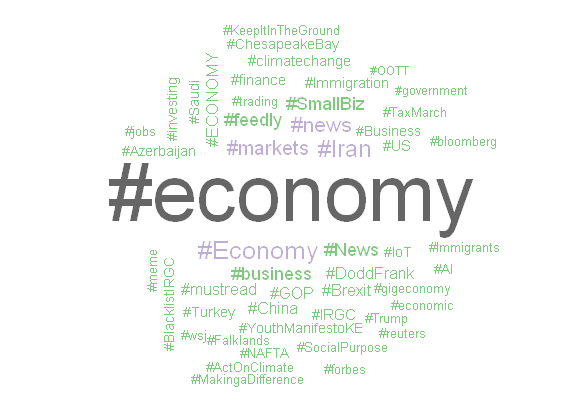 #KeepItInTheGround
#ChesapeakeBay
#climatechange
#OOTT
#finance
#Immigration
#government
#investing
#Saudi
#ECONOMY
#trading
#SmallBiz
#TaxMarch
#feedly
#news
#Business
#jobs
#Azerbaijan
#markets
#Iran
#US
#bloomberg
#economy
#Economy
#News
#IoT
#Immigrants
#meme
#BlacklistIRGC
#business
#DoddFrank
#AI
#mustread
#GOP
#Brexit
#gigeconomy
#Turkey
#China
#IRGC
#economic
#Trump
#YouthManifestoKE
#reuters
#wsj
#Falklands
#NAFTA
#SocialPurpose
#ActOnClimate
#forbes
#MakingaDifference